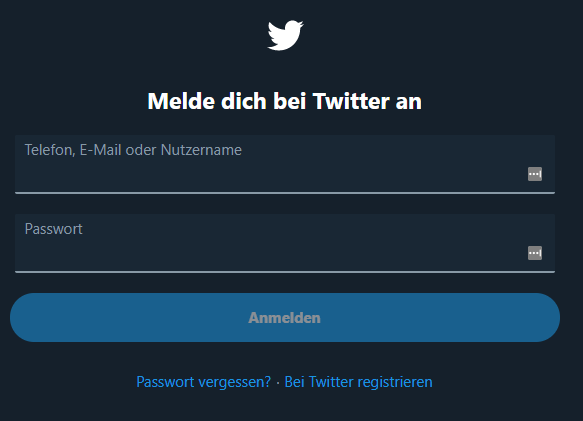 Melde dich bei Twitter an
Telefon, E-Mail oder Nutzername
Passwort
Anmelden
Passwort vergessen? · Bei Twitter registrieren